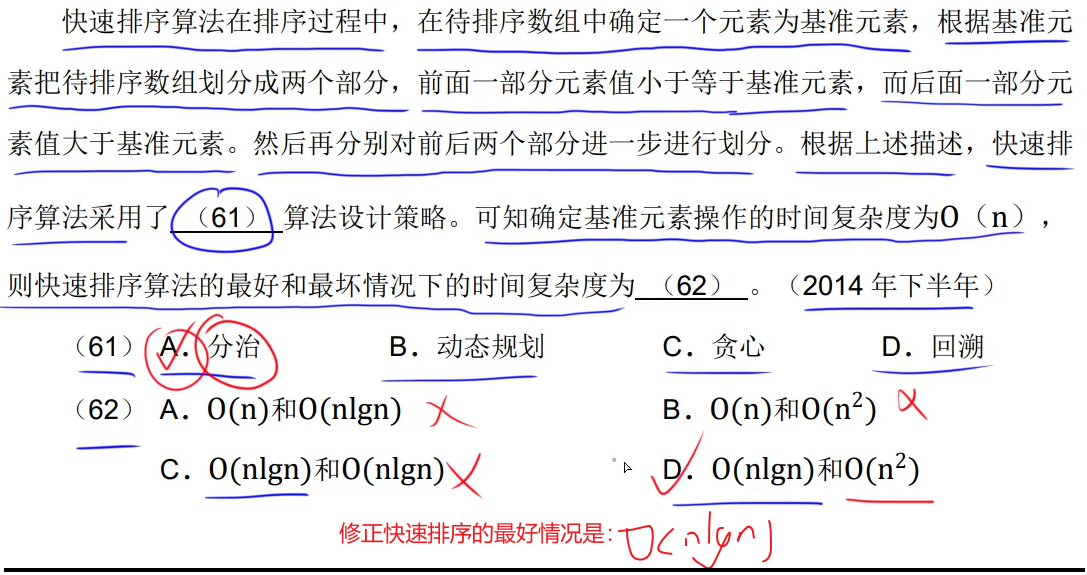 快速排序算法在排序过程中，在待排序数组中确定一个元素为基准元素，根据基准元
素把待排序数组划分成两个部分，前面一部分元素值小于等于基准元素，而后面一部分元
素值大于基准元素。然后再分别对前后两个部分进一步进行划分。根据上述描述，快速排
序算法采用了（61）算法设计策略。可知确定基准元素操作的时间复杂度为O（n），
则快速排序算法的最好和最坏情况下的时间复杂度为（62）。（2014 年下半年）
（61） A．分治 B．动态规划 C．贪心 D．回溯
（62） A．O(n)和O(nlgn) B．O(n)和O(n²)
C．O(nlgn)和O(nlgn) D．O(nlgn)和O(n²)
修正快速排序的最好情况是: O(nlgn)